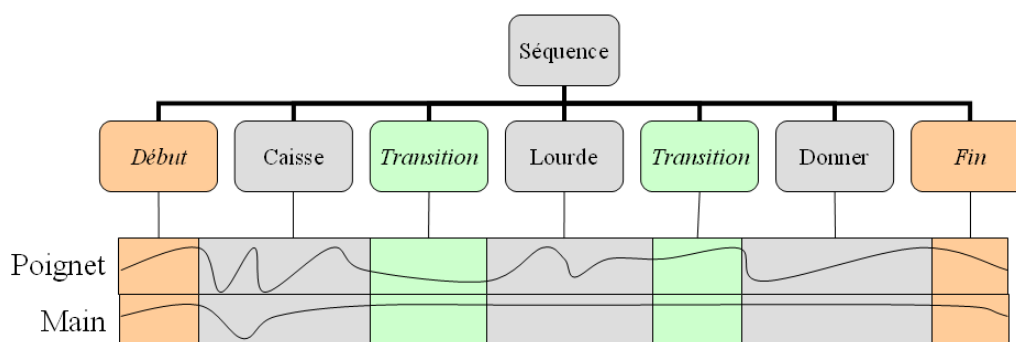 Séquence
Début Caisse Transition Lourde Transition Donner Fin
Poignet
Main